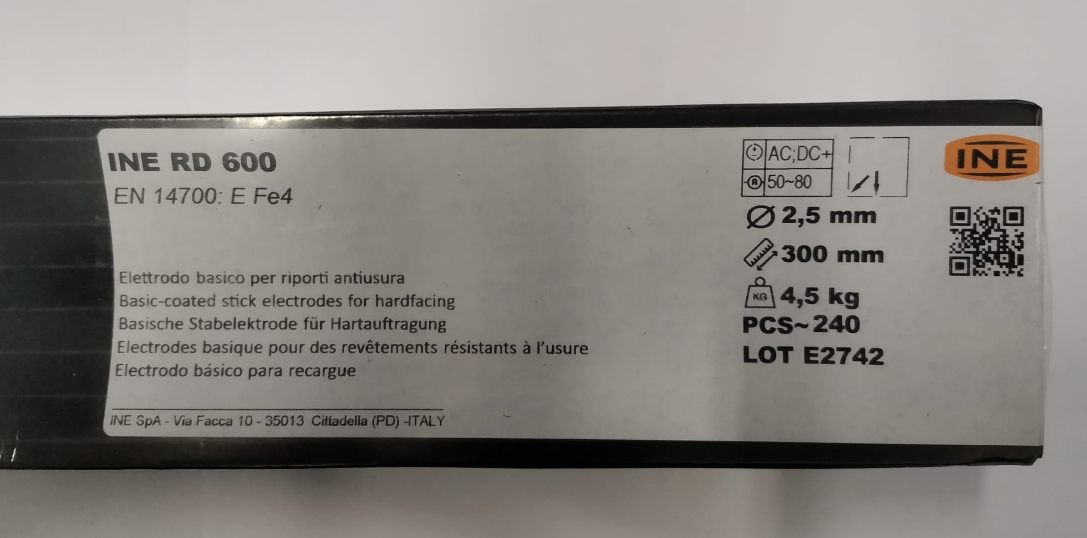 INE RD 600
EN 14700: E Fe4
Elettrodo basico per riporti antiusura
Basic-coated stick electrodes for hardfacing
Basische Stabelektrode für Hartauftragung
Electrodes basique pour des revêtements résistants à l'usure
Electrodo básico para recargue
INE SpA - Via Facca 10 - 35013 Cittadella (PD) -ITALY
AC;DC+
A 50~80
Ø 2,5 mm
300 mm
KG 4,5 kg
PCS~ 240
LOT E2742
INE